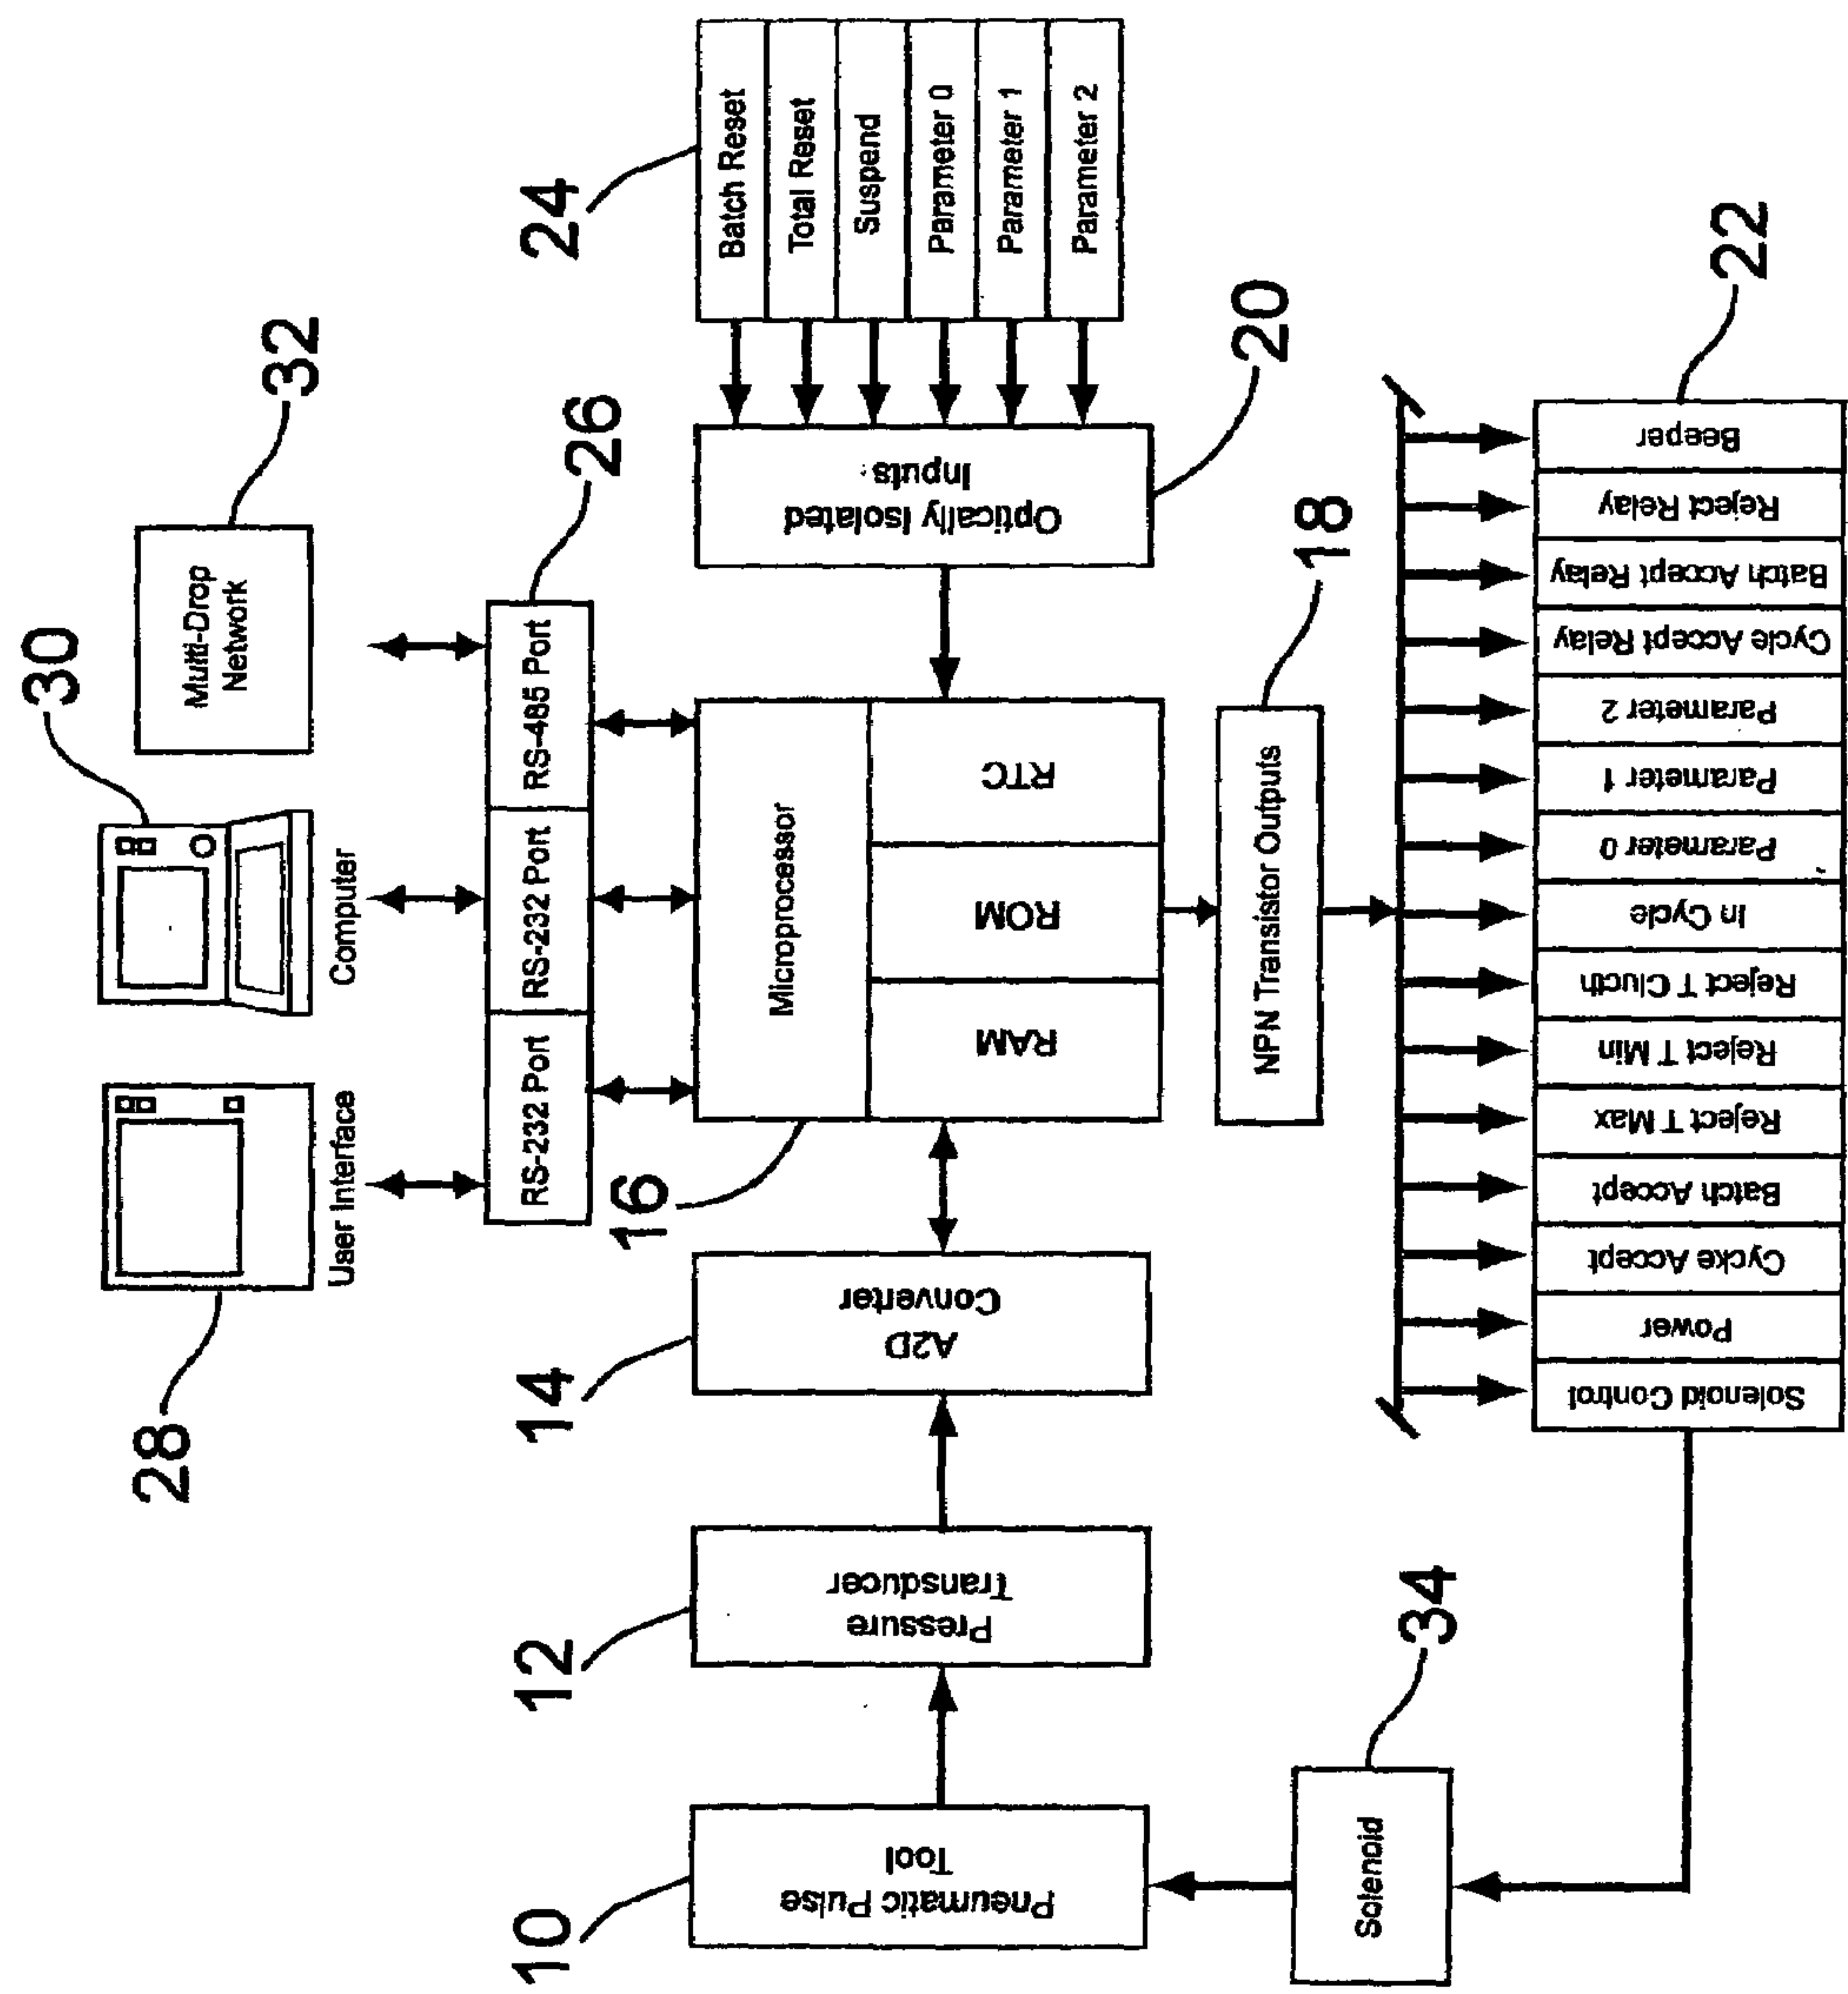 28
User Interface
30
Computer
32
Multi-Drop
Network
26
RS-232 Port
RS-232 Port
RS-485 Port
24
Batch Reset
Total Reset
Suspend
Parameter 0
Parameter 1
Parameter 2
10
Pneumatic Pulse
Tool
12
Pressure
Transducer
14
A2D
Converter
16
Microprocessor
RAM
ROM
RTC
Optically Isolated
Inputs
20
NPN Transistor Outputs
18
34
Solenoid
Solenoid Control
Power
Cycke Accept
Batch Accept
Reject T Max
Reject T Min
Reject T Clucth
In Cycle
Parameter 0
Parameter 1
Parameter 2
Cycle Accept Relay
Batch Accept Relay
Reject Relay
Beeper
22